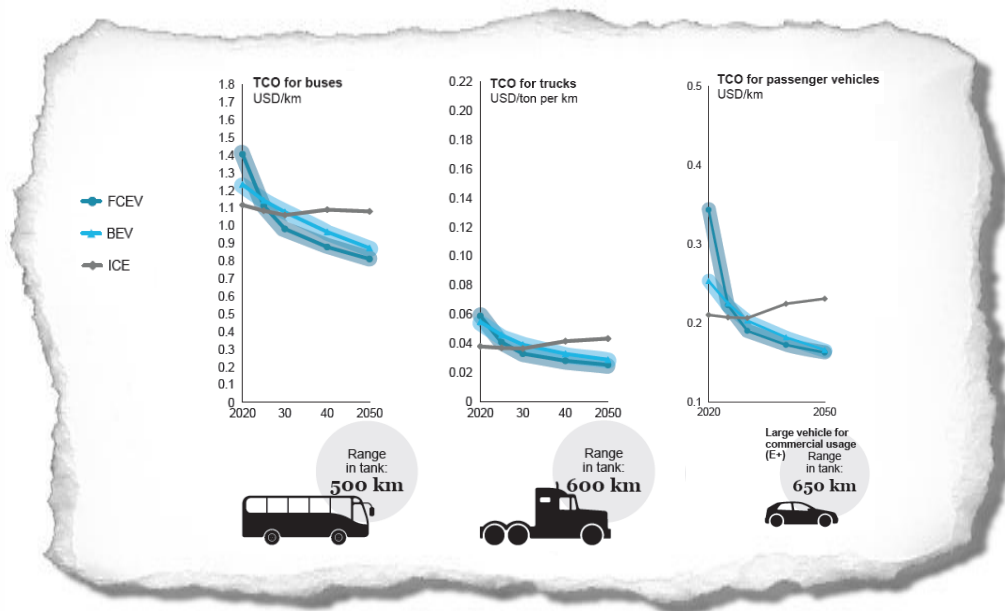 FCEV
BEV
ICE
TCO for buses
USD/km
1.8
1.7
1.6
1.5
1.4
1.3
1.2
1.1
1.0
0.9
0.8
0.7
0.6
0.5
0.4
0.3
0.2
0.1
0
2020 30 40 2050
Range
in tank:
500 km
TCO for trucks
USD/ton per km
0.22
0.20
0.18
0.16
0.14
0.12
0.10
0.08
0.06
0.04
0.02
0
2020 30 40 2050
Range
in tank:
600 km
TCO for passenger vehicles
USD/km
0.5
0.4
0.3
0.2
0.1
2020 2050
Large vehicle for
commercial usage
(E+)
Range
in tank:
650 km